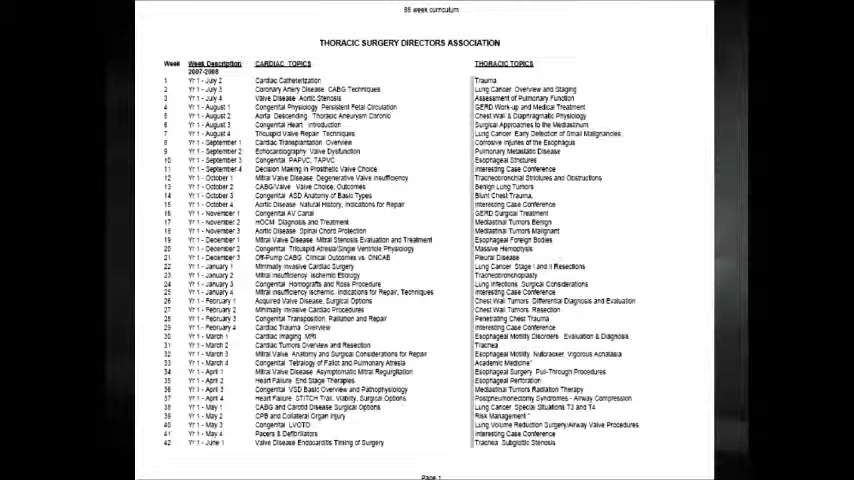 88 week curriculum
THORACIC SURGERY DIRECTORS ASSOCIATION
Week Week Description CARDIAC TOPICS THORACIC TOPICS
2007-2008
1 Yr 1 - July 2 Cardiac Catheterization Trauma
2 Yr 1 - July 3 Coronary Artery Disease CABG Techniques Lung Cancer Overview and Staging
3 Yr 1 - July 4 Valve Disease Aortic Stenosis Assessment of Pulmonary Function
4 Yr 1 - August 1 Congenital Physiology Persistent Fetal Circulation GERD Work-up and Medical Treatment
5 Yr 1 - August 2 Aorta Descending Thoracic Aneurysm Chronic Chest Wall & Diaphragmatic Physiology
6 Yr 1 - August 3 Congenital Heart Introduction Surgical Approaches to the Mediastinum
7 Yr 1 - August 4 Tricuspid Valve Repair Techniques Lung Cancer Early Detection of Small Malignancies
8 Yr 1 - September 1 Cardiac Transplantation Overview Corrosive Injuries of the Esophagus
9 Yr 1 - September 2 Echocardiography Valve Dysfunction Pulmonary Metastatic Disease
10 Yr 1 - September 3 Congenital PAPVC, TAPVC Esophageal Strictures
11 Yr 1 - September 4 Decision Making in Prosthetic Valve Choice Interesting Case Conference
12 Yr 1 - October 1 Mitral Valve Disease Degenerative Valve Insufficiency Tracheobronchial Strictures and Obstructions
13 Yr 1 - October 2 CABG/Valve Valve Choice, Outcomes Benign Lung Tumors
14 Yr 1 - October 3 Congenital ASD Anatomy of Basic Types Blunt Chest Trauma,
15 Yr 1 - October 4 Aortic Disease Natural History, Indications for Repair Interesting Case Conference
16 Yr 1 - November 1 Congenital AV Canal GERD Surgical Treatment
17 Yr 1 - November 2 HOCM Diagnosis and Treatment Mediastinal Tumors Benign
18 Yr 1 - November 3 Aortic Disease Spinal Chord Protection Mediastinal Tumors Malignant
19 Yr 1 - December 1 Mitral Valve Disease Mitral Stenosis Evaluation and Treatment Esophageal Foreign Bodies
20 Yr 1 - December 2 Congenital Tricuspid Atresia/Single Ventricle Physiology Massive Hemoptysis
21 Yr 1 - December 3 Off-Pump CABG Clinical Outcomes vs. ONCAB Pleural Disease
22 Yr 1 - January 1 Minimally Invasive Cardiac Surgery Lung Cancer Stage I and II Resections
23 Yr 1 - January 2 Mitral Insufficiency Ischemic Etiology Tracheobronchoplasty
24 Yr 1 - January 3 Congenital Homografts and Ross Procedure Lung Infections Surgical Considerations
25 Yr 1 - January 4 Mitral Insufficiency Ischemic, Indications for Repair, Techniques Interesting Case Conference
26 Yr 1 - February 1 Acquired Valve Disease, Surgical Options Chest Wall Tumors Differential Diagnosis and Evaluation
27 Yr 1 - February 2 Minimally Invasive Cardiac Procedures Chest Wall Tumors Resection
28 Yr 1 - February 3 Congenital Transposition, Palliation and Repair Penetrating Chest Trauma
29 Yr 1 - February 4 Cardiac Trauma Overview Interesting Case Conference
30 Yr 1 - March 1 Cardiac Imaging MRI Esophageal Motility Disorders Evaluation & Diagnosis
31 Yr 1 - March 2 Cardiac Tumors Overview and Resection Trachea
32 Yr 1 - March 3 Mitral Valve Anatomy and Surgical Considerations for Repair Esophageal Motility Nutcracker, Vigorous Achalasia
33 Yr 1 - March 4 Congenital Tetralogy of Fallot and Pulmonary Atresia Academic Medicine
34 Yr 1 - April 1 Mitral Valve Disease Asymptomatic Mitral Regurgitation Esophageal Surgery Pull-Through Procedures
35 Yr 1 - April 2 Heart Failure End Stage Therapies Esophageal Perforation
36 Yr 1 - April 3 Congenital VSD Basic Overview and Pathophysiology Mediastinal Tumors Radiation Therapy
37 Yr 1 - April 4 Heart Failure STITCH Trial, Viability, Surgical Options Postpneumonectomy Syndromes - Airway Compression
38 Yr 1 - May 1 CABG and Carotid Disease Surgical Options Lung Cancer Special Situations T3 and T4
39 Yr 1 - May 2 CPB and Collateral Organ Injury Risk Management
40 Yr 1 - May 3 Congenital LVOTO Lung Volume Reduction Surgery/Airway Valve Procedures
41 Yr 1 - May 4 Pacers & Defibrillators Interesting Case Conference
42 Yr 1 - June 1 Valve Disease Endocarditis Timing of Surgery Trachea Subglottic Stenosis
Page 1